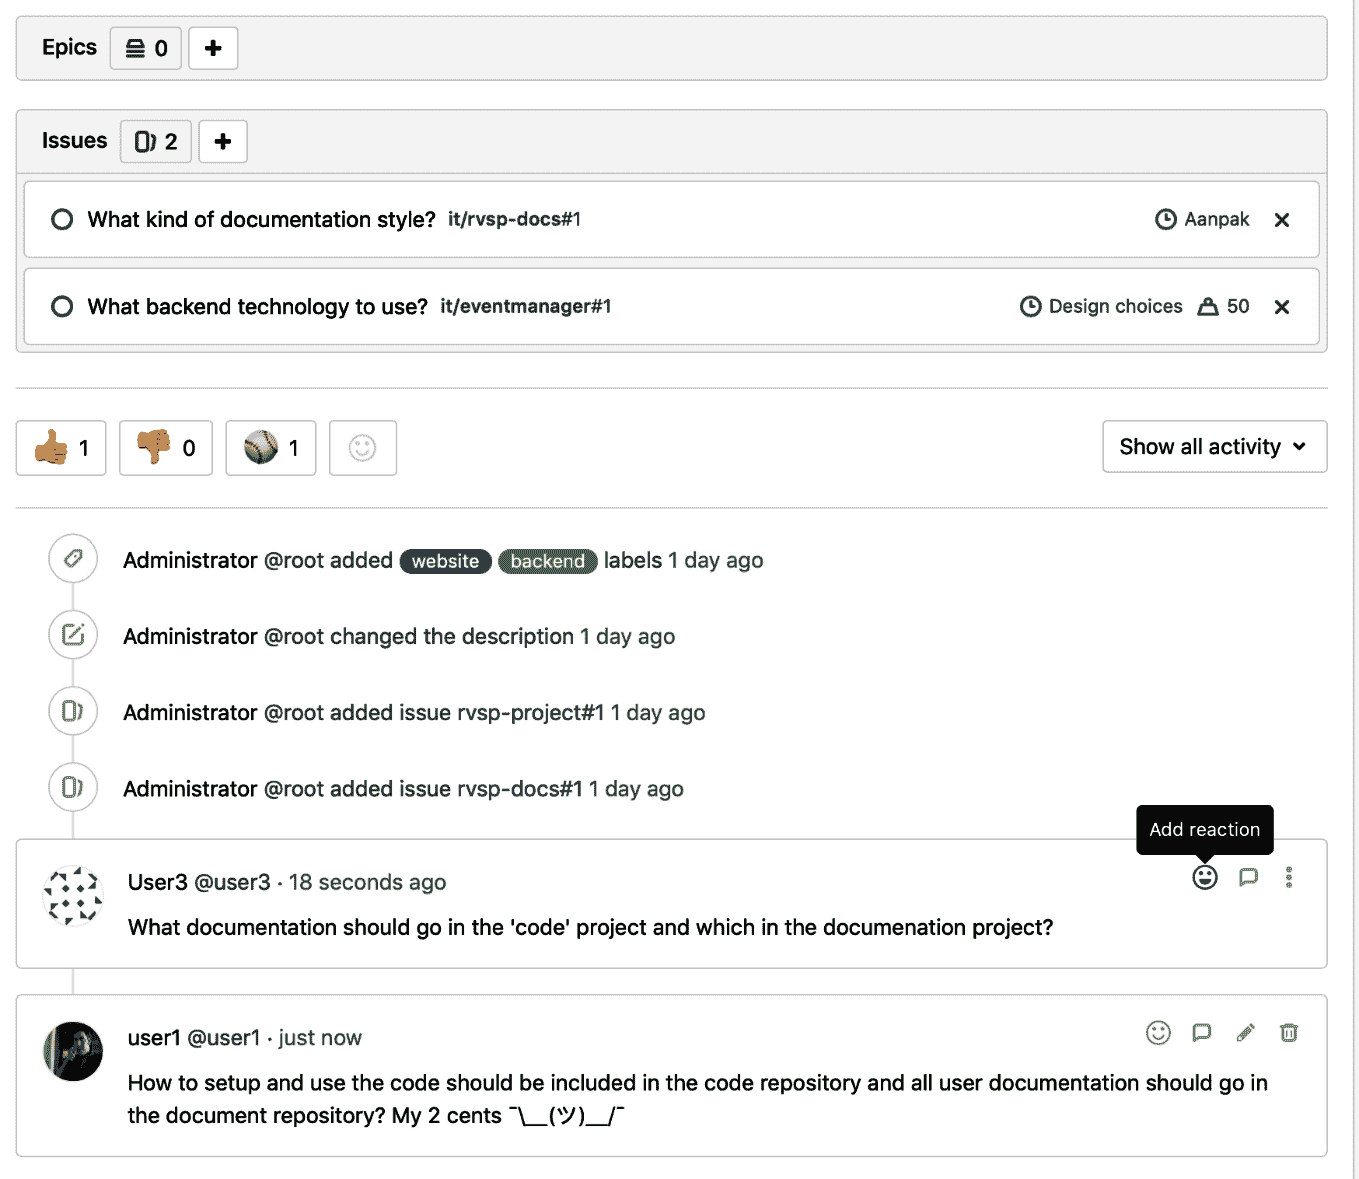 Epics 0 +
Issues 2 +
What kind of documentation style? it/rvsp-docs#1 Aanpak
What backend technology to use? it/eventmanager#1 Design choices 50
1 0 1 Show all activity
Administrator @root added website backend labels 1 day ago
Administrator @root changed the description 1 day ago
Administrator @root added issue rvsp-project#1 1 day ago
Administrator @root added issue rvsp-docs#1 1 day ago
Add reaction
User3 @user3 · 18 seconds ago
What documentation should go in the 'code' project and which in the documenation project?
user1 @user1 · just now
How to setup and use the code should be included in the code repository and all user documentation should go in
the document repository? My 2 cents ¯\__(ツ)__/¯